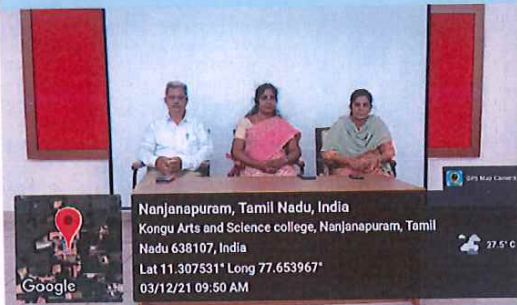 GPS Map Camera
Nanjanapuram, Tamil Nadu, India
Kongu Arts and Science college, Nanjanapuram, Tamil
Nadu 638107, India
Lat 11.307531° Long 77.653967°
03/12/21 09:50 AM
27.5° C
Google